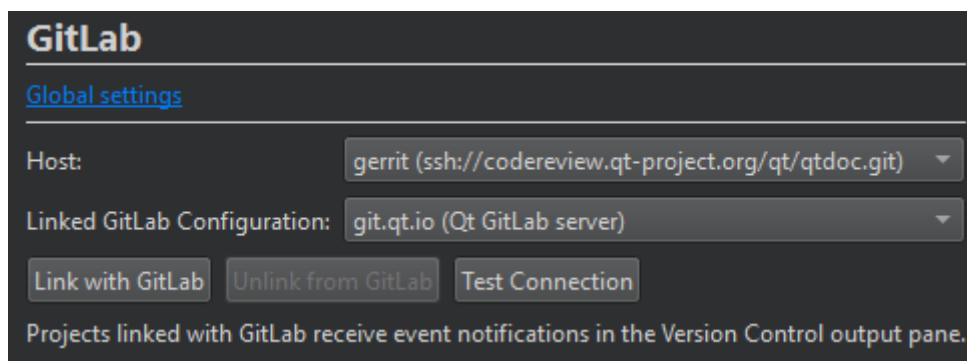 GitLab
Global settings
Host: gerrit (ssh://codereview.qt-project.org/qt/qtdoc.git)
Linked GitLab Configuration: git.qt.io (Qt GitLab server)
Link with GitLab Unlink from GitLab Test Connection
Projects linked with GitLab receive event notifications in the Version Control output pane.